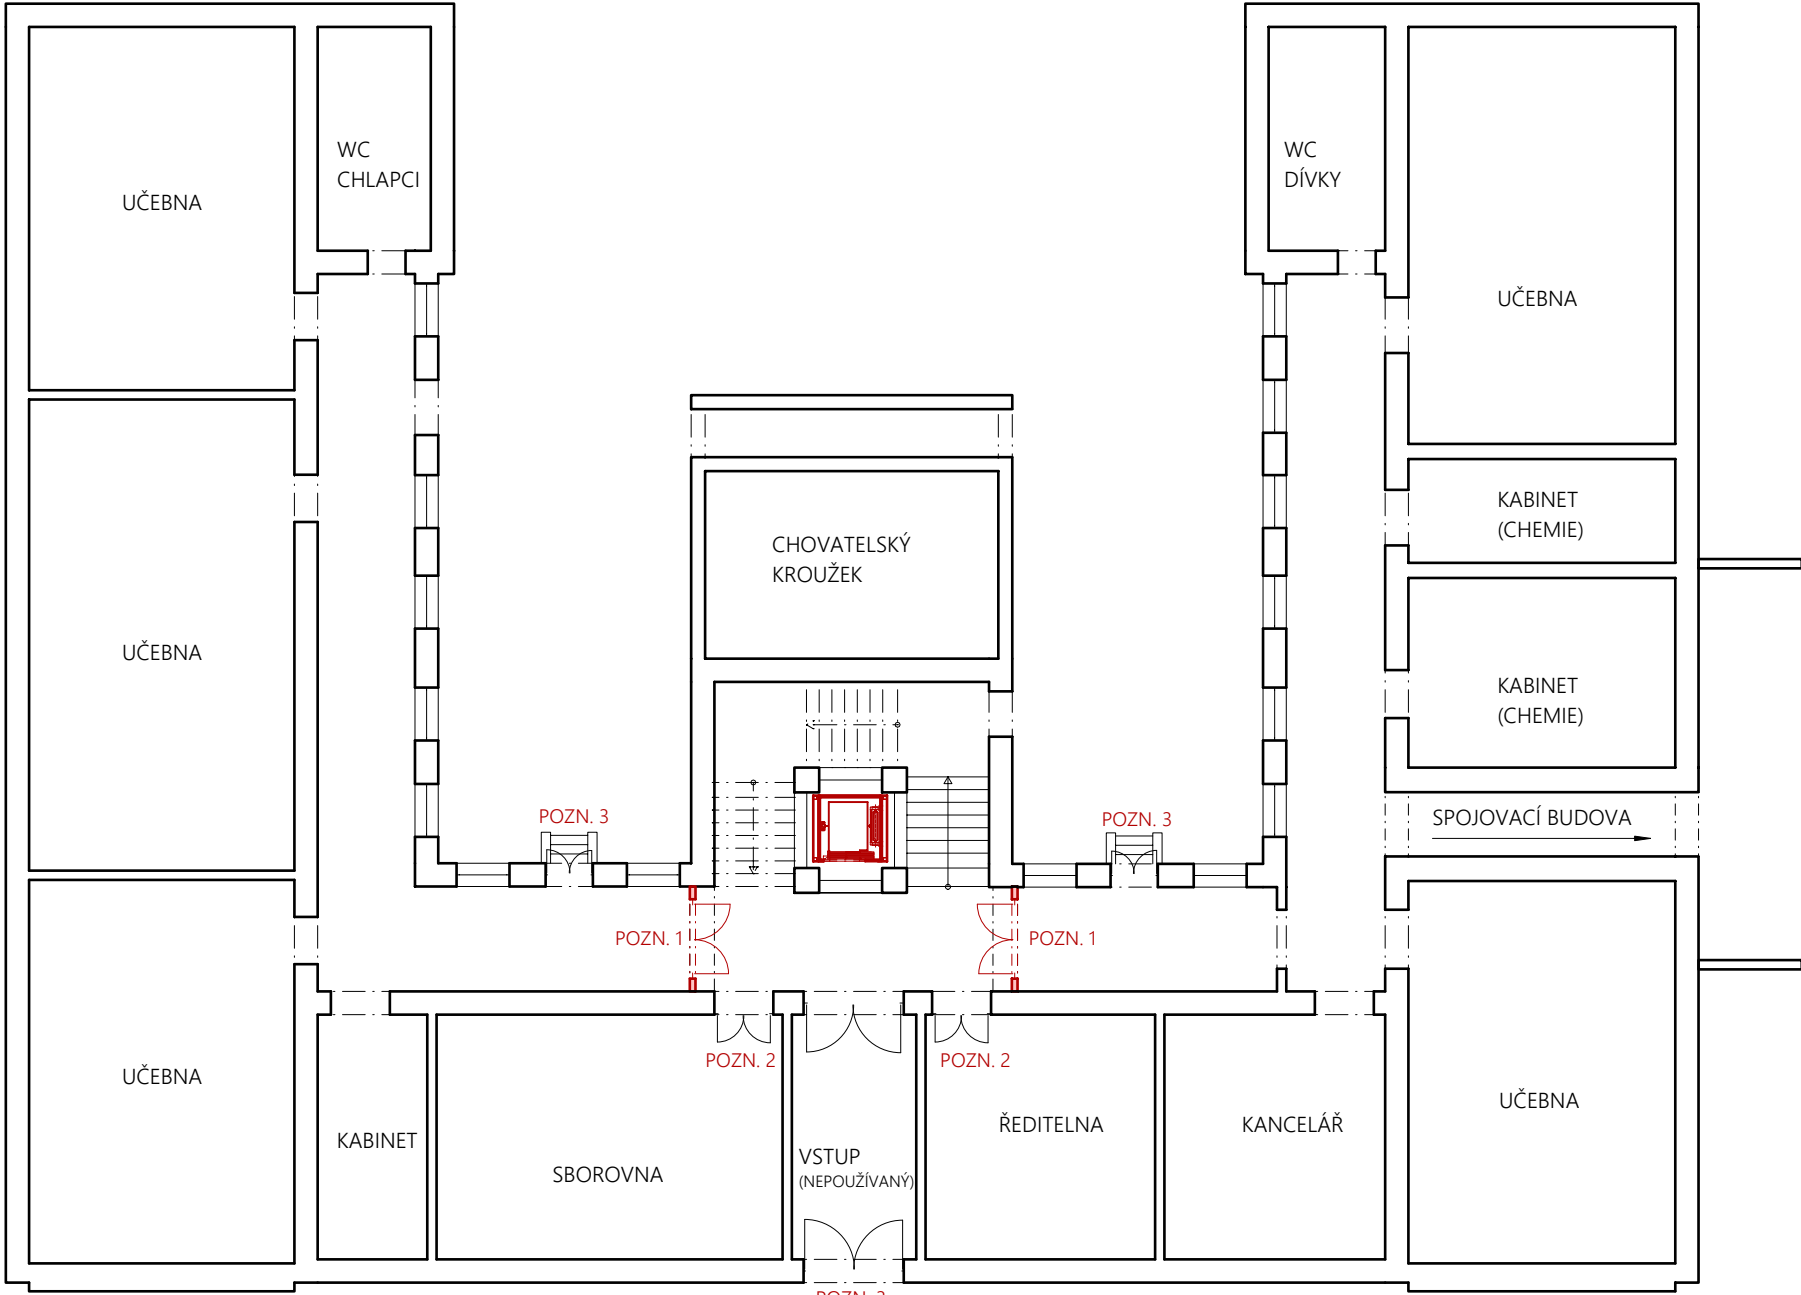 WC
CHLAPCI
WC
DÍVKY
UČEBNA
UČEBNA
KABINET
(CHEMIE)
CHOVATELSKÝ
KROUŽEK
UČEBNA
KABINET
(CHEMIE)
POZN. 3
POZN. 3
SPOJOVACÍ BUDOVA
POZN. 1
POZN. 1
POZN. 2
POZN. 2
UČEBNA
UČEBNA
ŘEDITELNA
KANCELÁŘ
KABINET
VSTUP
(NEPOUŽÍVANÝ)
SBOROVNA